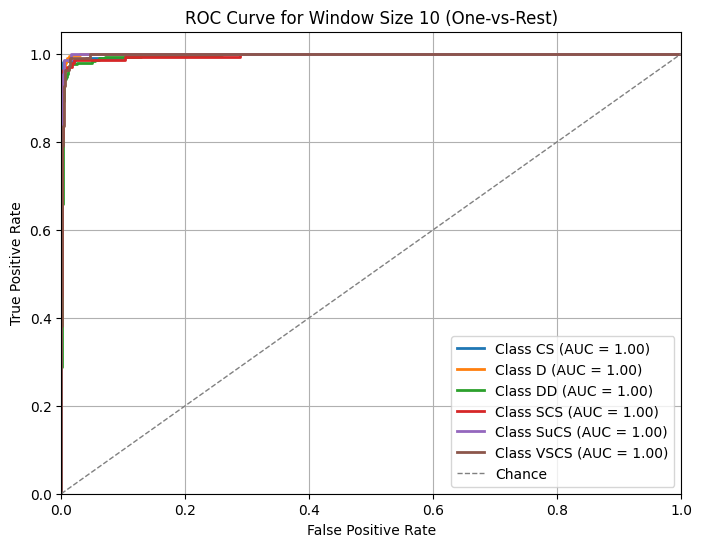 ROC Curve for Window Size 10 (One-vs-Rest)
True Positive Rate
1.0
0.8
0.6
0.4
0.2
0.0
Class CS (AUC = 1.00)
Class D (AUC = 1.00)
Class DD (AUC = 1.00)
Class SCS (AUC = 1.00)
Class SuCS (AUC = 1.00)
Class VSCS (AUC = 1.00)
Chance
0.0 0.2 0.4 0.6 0.8 1.0
False Positive Rate